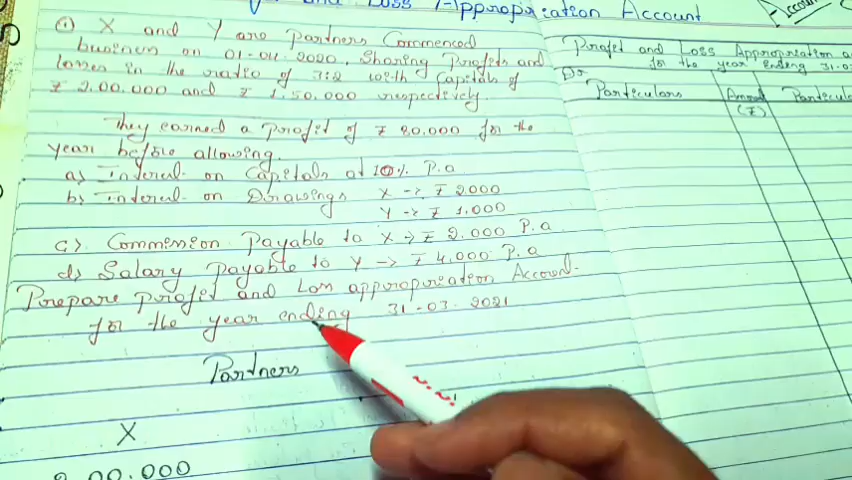 and Loss Appropriation Account
Account
① X and Y are Partners Commenced
business on 01-04-2020, Sharing Profits and
losses in the ratio of 3:2 with Capitals of
₹ 2,00,000 and ₹ 1,50,000 respectively.
They earned a profit of ₹ 80,000 for the
year before allowing.
a) Interest on Capitals at 10% P.a
b) Interest on Drawings X -> ₹ 2,000
Y -> ₹ 1,000
c). Commission Payable to X -> ₹ 2,000 P.a
d) Salary Payable to Y -> ₹ 4,000 P.a
Prepare profit and Loss appropriation Account
for the year ending 31-03-2021
Partners
X
2,00,000
Profit and Loss Appropriation
for the year ending 31-0
Dr
Particulars Amount (₹) Particula